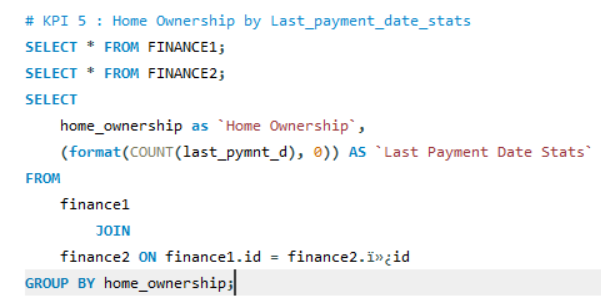 # KPI 5 : Home Ownership by Last_payment_date_stats
SELECT * FROM FINANCE1;
SELECT * FROM FINANCE2;
SELECT
home_ownership as `Home Ownership`,
(format(COUNT(last_pymnt_d), 0)) AS `Last Payment Date Stats`
FROM
finance1
JOIN
finance2 ON finance1.id = finance2.ï»¿id
GROUP BY home_ownership;